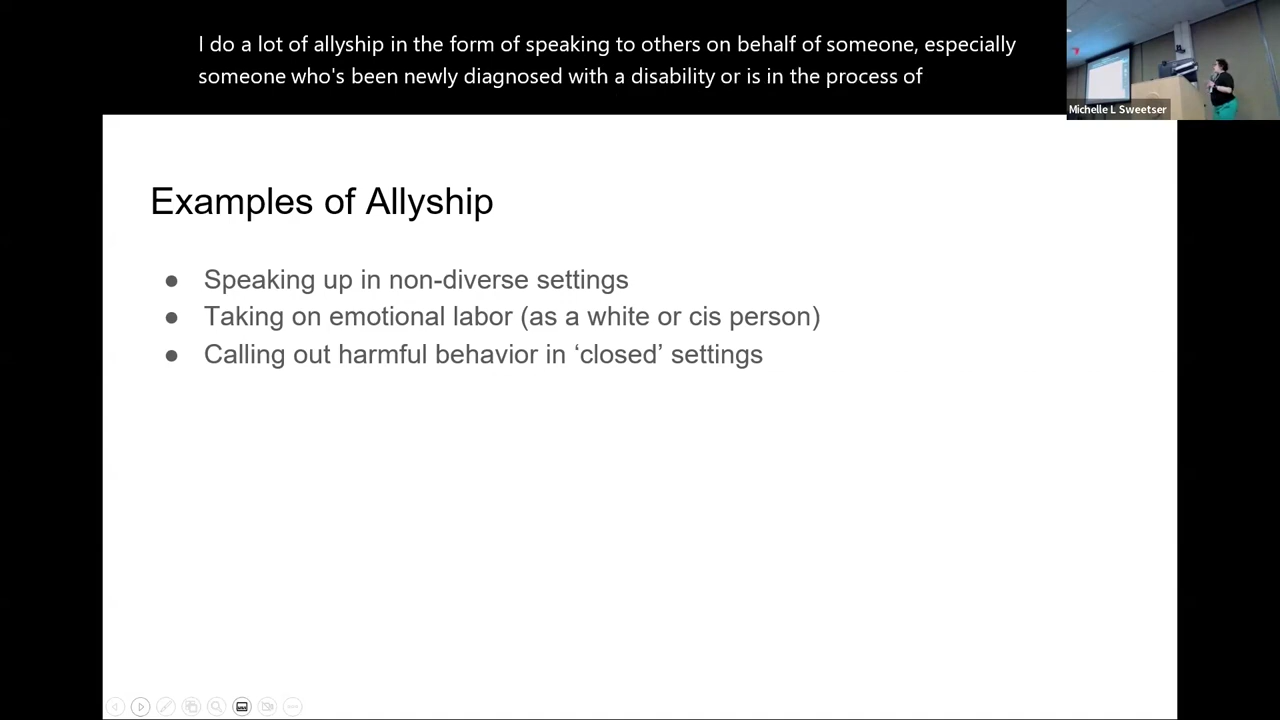 I do a lot of allyship in the form of speaking to others on behalf of someone, especially
someone who's been newly diagnosed with a disability or is in the process of
Michelle L Sweetser
Examples of Allyship
● Speaking up in non-diverse settings
● Taking on emotional labor (as a white or cis person)
● Calling out harmful behavior in ‘closed’ settings